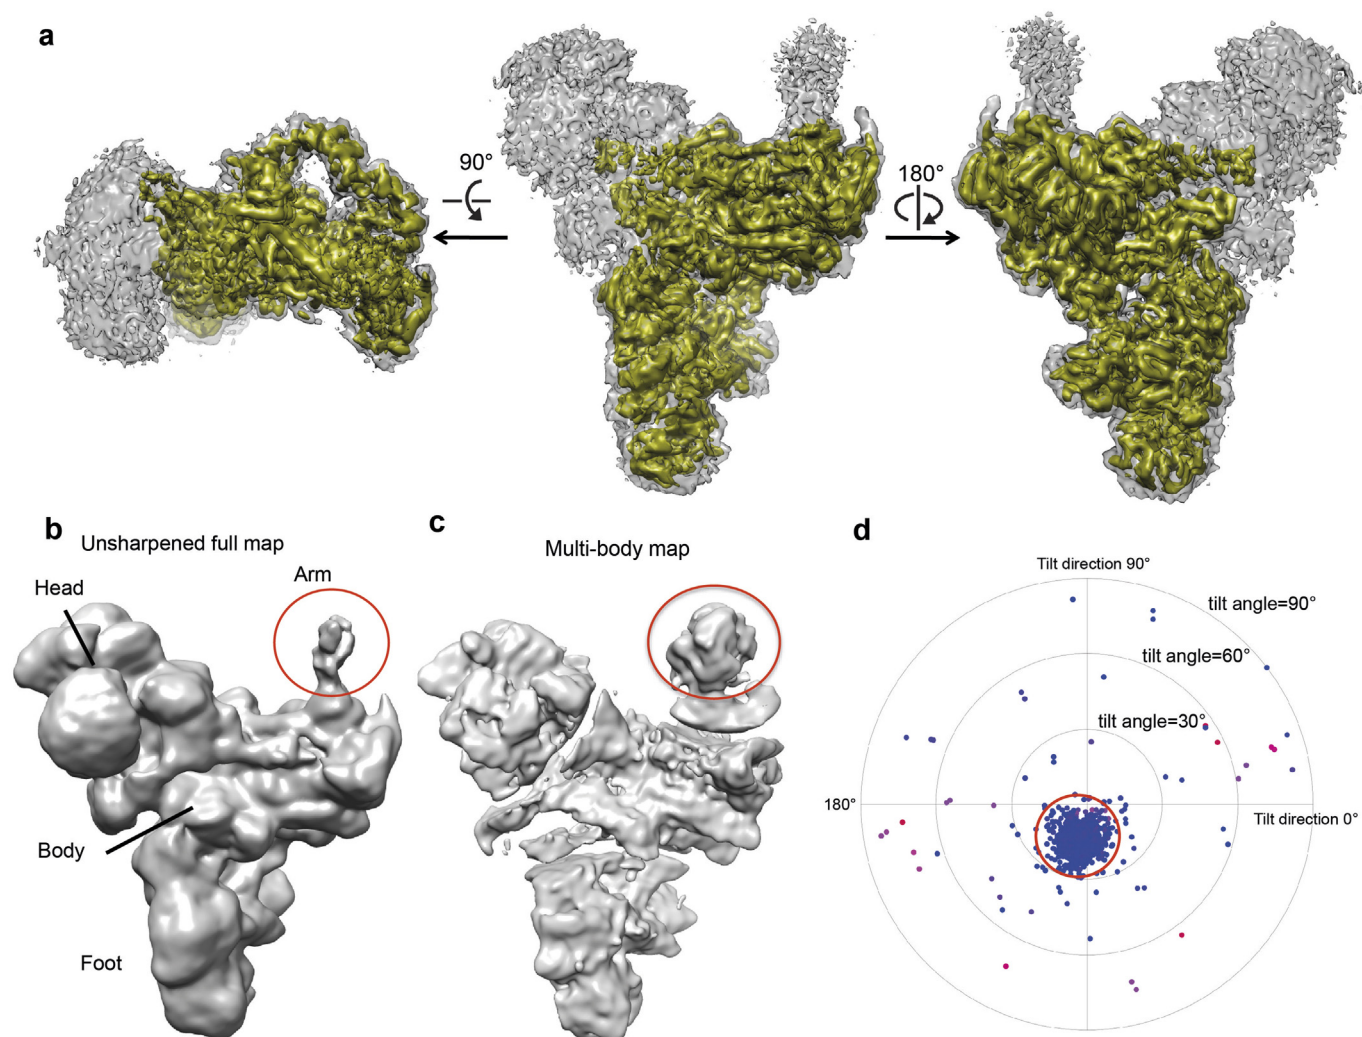 a
90°
180°
b
Unsharpened full map
Head
Arm
Body
Foot
c
Multi-body map
d
Tilt direction 90°
tilt angle=90°
tilt angle=60°
tilt angle=30°
180°
Tilt direction 0°